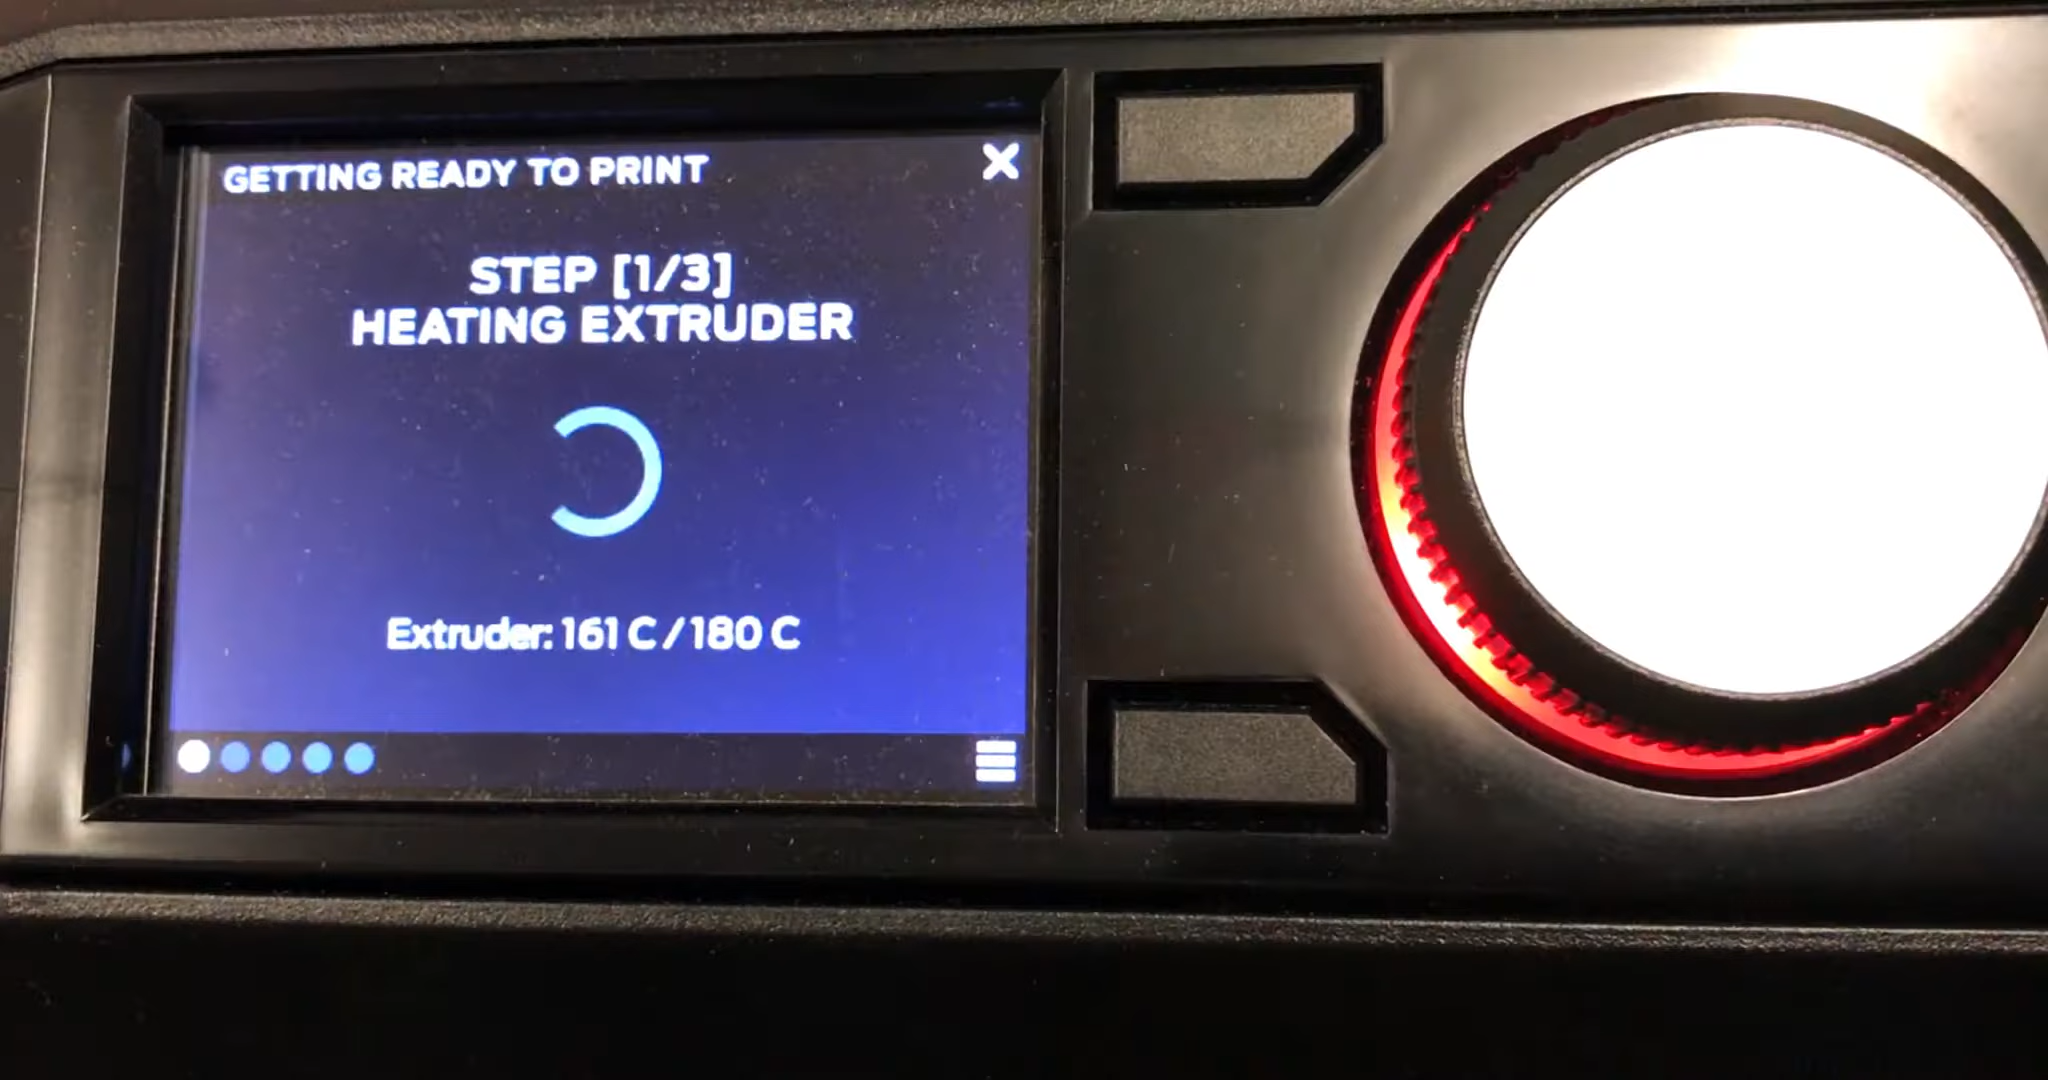 GETTING READY TO PRINT
STEP [1/3]
HEATING EXTRUDER
Extruder: 161 C / 180 C